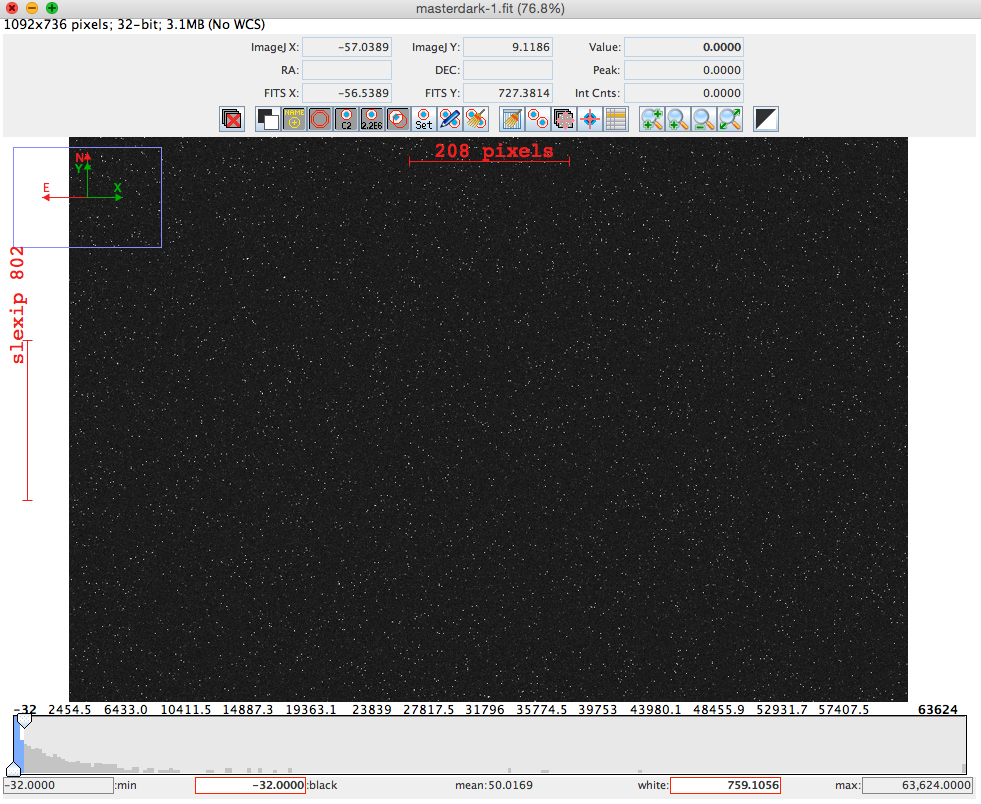 masterdark-1.fit (76.8%)
1092x736 pixels; 32-bit; 3.1MB (No WCS)
ImageJ X: -57.0389 ImageJ Y: 9.1186 Value: 0.0000
RA: DEC: Peak: 0.0000
FITS X: -56.5389 FITS Y: 727.3814 Int Cnts: 0.0000
NAME C2 2.2E6 Set
208 pixels
N
Y
E X
slexip 802
-32 2454.5 6433.0 10411.5 14887.3 19363.1 23839 27817.5 31796 35774.5 39753 43980.1 48455.9 52931.7 57407.5 63624
-32.0000 :min -32.0000 :black mean:50.0169 white: 759.1056 max: 63,624.0000